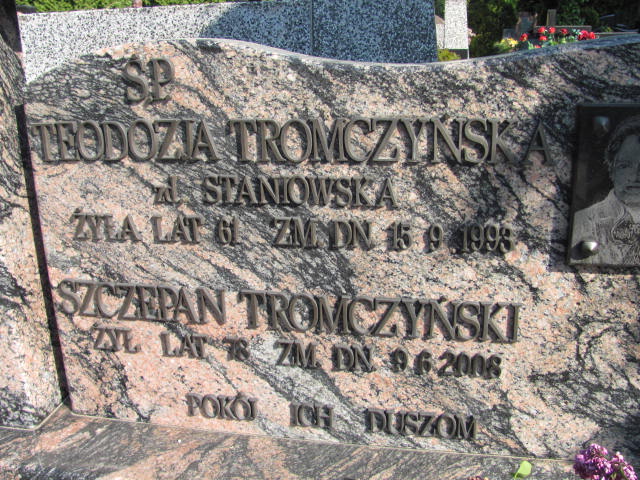 Ś.P.
TEODOZJA TROMCZYŃSKA
zd STANIOWSKA
ŻYŁA LAT 61 ZM. DN 15 9 1993
SZCZEPAN TROMCZYŃSKI
ŻYŁ LAT 78 ZM. DN. 9 6 2008
POKÓJ ICH DUSZOM